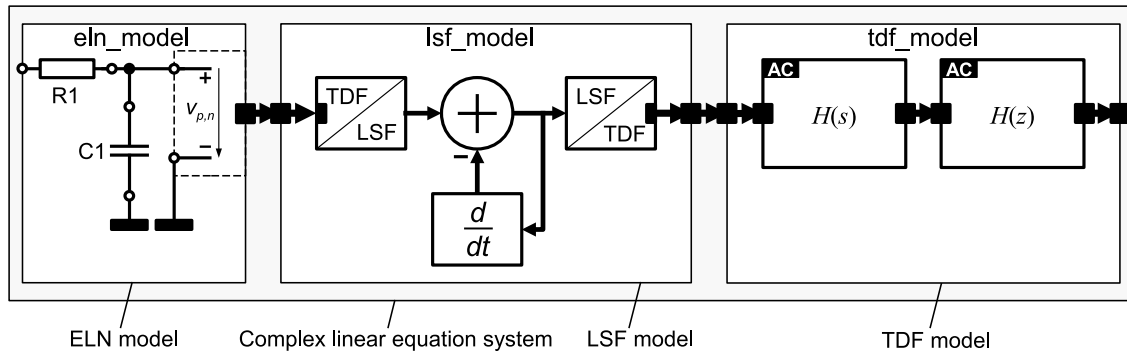 eln_model
R1
C1
+
v_{p,n}
−
lsf_model
TDF
LSF
+
−
d
dt
LSF
TDF
tdf_model
AC
H(s)
AC
H(z)
ELN model
Complex linear equation system
LSF model
TDF model